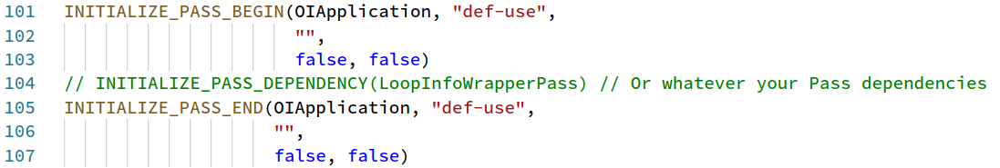 101 INITIALIZE_PASS_BEGIN(OIApplication, "def-use",
102 "",
103 false, false)
104 // INITIALIZE_PASS_DEPENDENCY(LoopInfoWrapperPass) // Or whatever your Pass dependencies
105 INITIALIZE_PASS_END(OIApplication, "def-use",
106 "",
107 false, false)